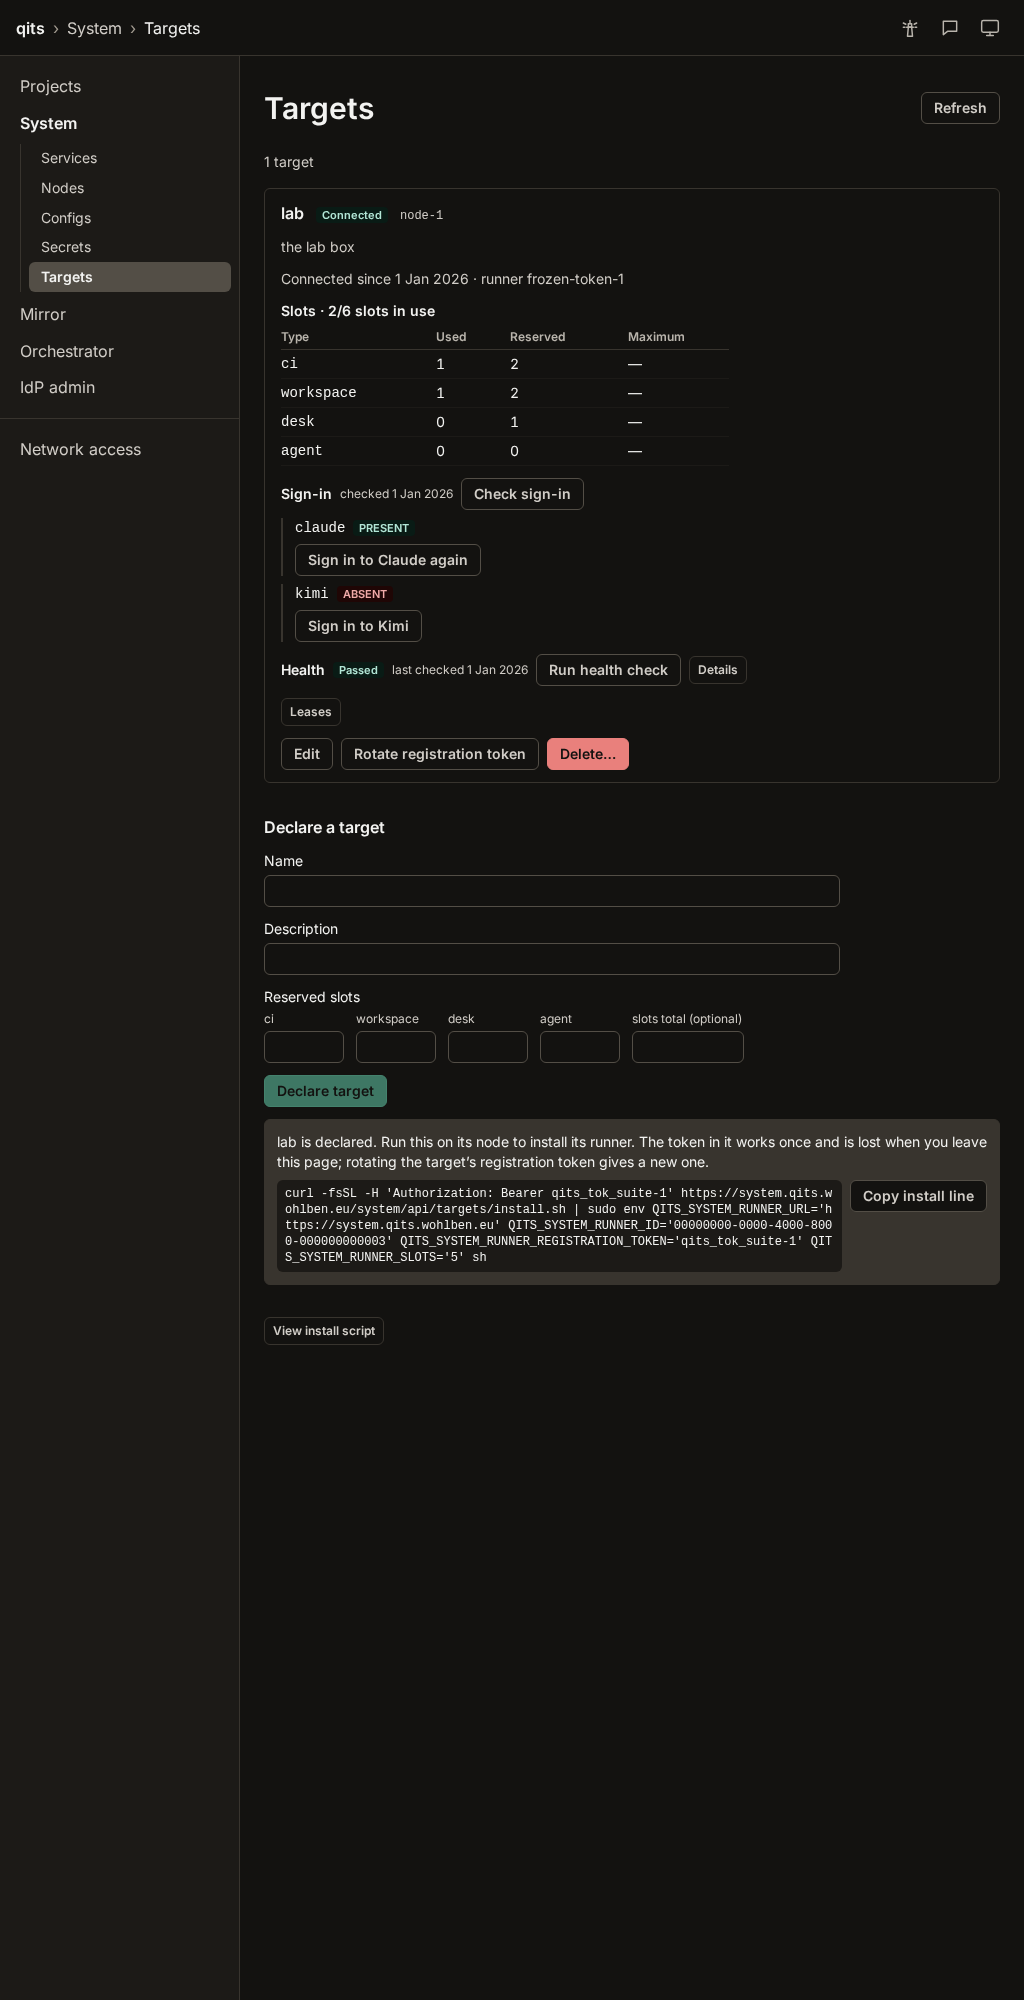 qits › System › Targets
Projects
System
Services
Nodes
Configs
Secrets
Targets
Mirror
Orchestrator
IdP admin
Network access
Targets
Refresh
1 target
lab Connected node-1
the lab box
Connected since 1 Jan 2026 · runner frozen-token-1
Slots · 2/6 slots in use
Type Used Reserved Maximum
ci 1 2 —
workspace 1 2 —
desk 0 1 —
agent 0 0 —
Sign-in checked 1 Jan 2026 Check sign-in
claude PRESENT
Sign in to Claude again
kimi ABSENT
Sign in to Kimi
Health Passed last checked 1 Jan 2026 Run health check Details
Leases
Edit Rotate registration token Delete…
Declare a target
Name
Description
Reserved slots
ci workspace desk agent slots total (optional)
Declare target
lab is declared. Run this on its node to install its runner. The token in it works once and is lost when you leave
this page; rotating the target’s registration token gives a new one.
curl -fsSL -H 'Authorization: Bearer qits_tok_suite-1' https://system.qits.w
ohlben.eu/system/api/targets/install.sh | sudo env QITS_SYSTEM_RUNNER_URL='h
ttps://system.qits.wohlben.eu' QITS_SYSTEM_RUNNER_ID='00000000-0000-4000-800
0-000000000003' QITS_SYSTEM_RUNNER_REGISTRATION_TOKEN='qits_tok_suite-1' QIT
S_SYSTEM_RUNNER_SLOTS='5' sh
Copy install line
View install script